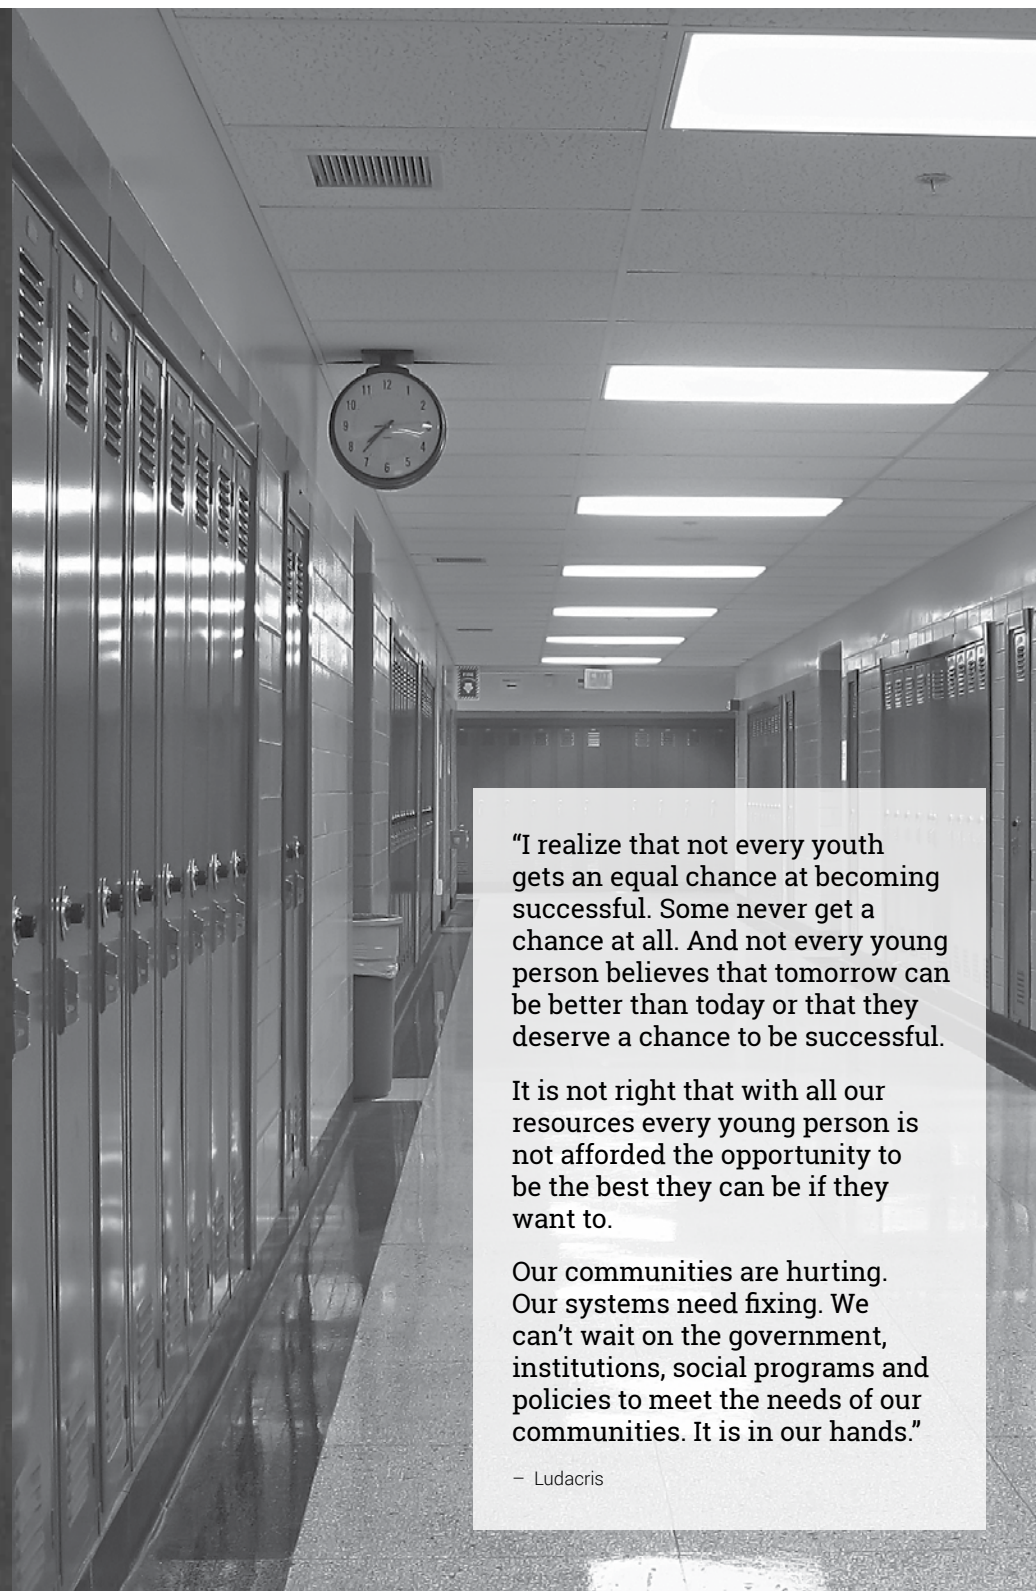 11 12 1
10 2
9
8 4
7 6 5
“I realize that not every youth
gets an equal chance at becoming
successful. Some never get a
chance at all. And not every young
person believes that tomorrow can
be better than today or that they
deserve a chance to be successful.
It is not right that with all our
resources every young person is
not afforded the opportunity to
be the best they can be if they
want to.
Our communities are hurting.
Our systems need fixing. We
can’t wait on the government,
institutions, social programs and
policies to meet the needs of our
communities. It is in our hands.”
– Ludacris